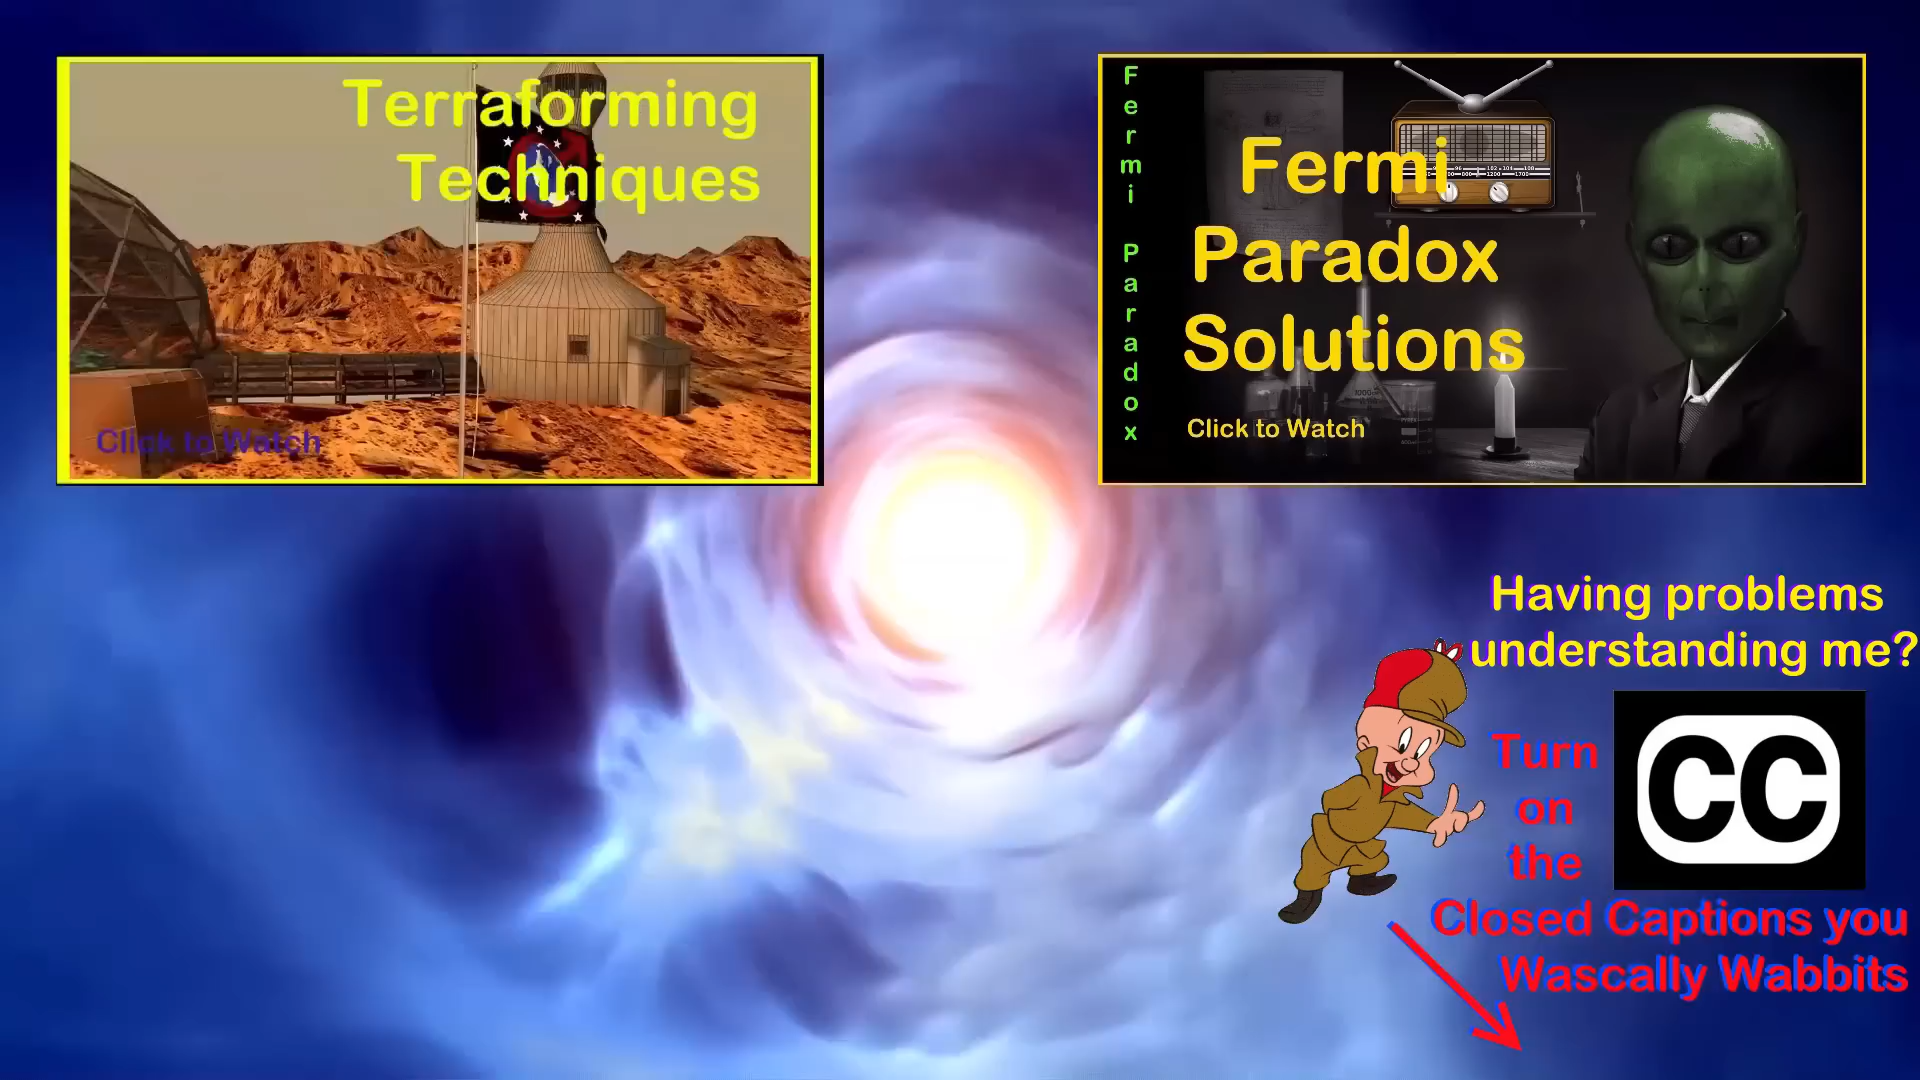 Terraforming
Techniques
Click to Watch
Fermi Paradox
Fermi
Paradox
Solutions
Click to Watch
Having problems
understanding me?
Turn
on
the
CC
Closed Captions you
Wascally Wabbits